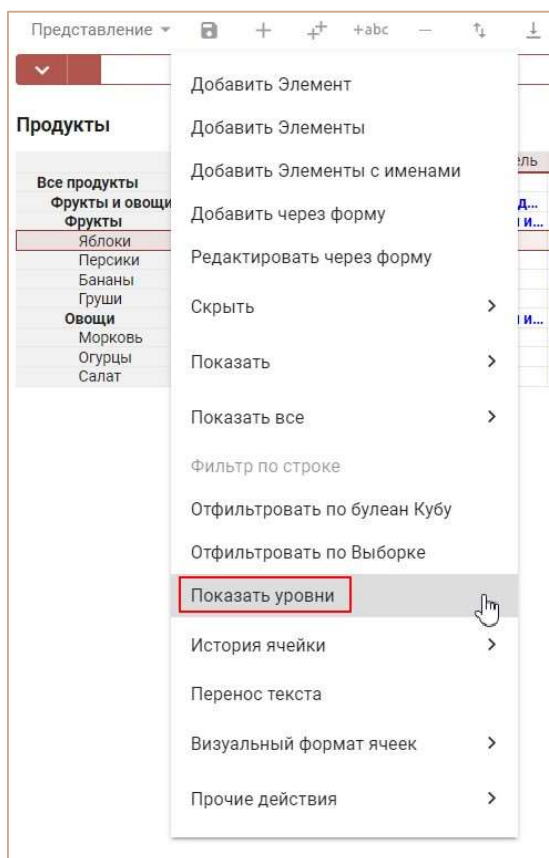 Представление
+abc
Добавить Элемент
Продукты
Добавить Элементы
Добавить Элементы с именами
Все продукты
Фрукты и овощи
Добавить через форму
Фрукты
Яблоки
Редактировать через форму
Персики
Бананы
Груши
Скрыть
Овощи
Морковь
Огурцы
Показать
Салат
Показать все
Фильтр по строке
Отфильтровать по булеан Кубу
Отфильтровать по Выборке
Показать уровни
История ячейки
Перенос текста
Визуальный формат ячеек
Прочие действия